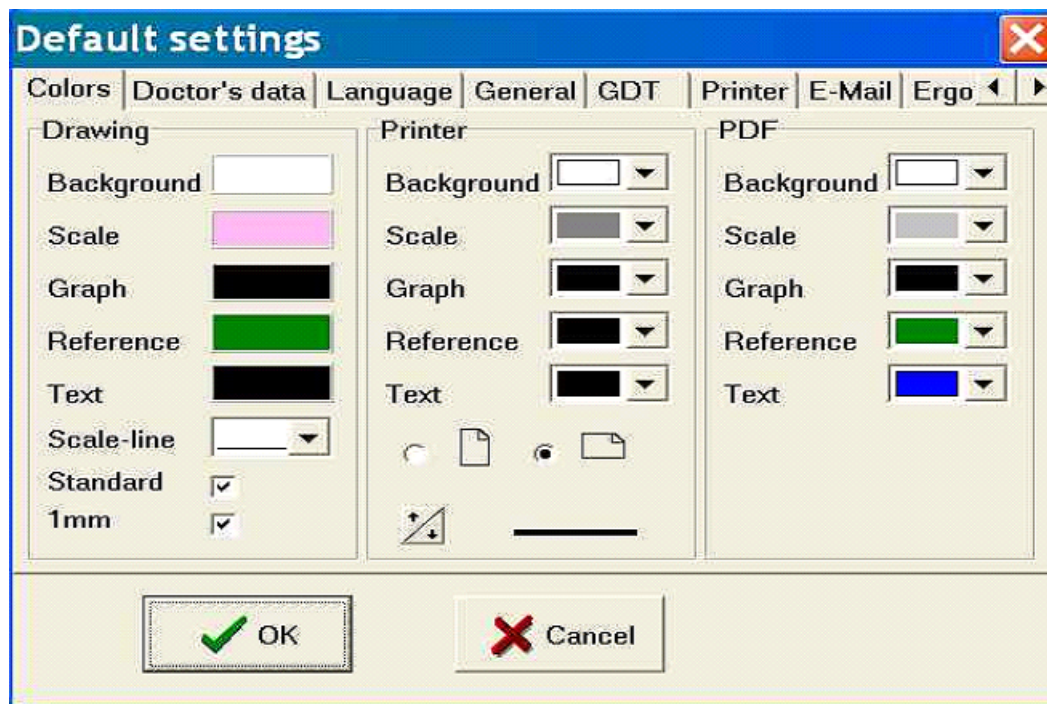 Default settings
Colors Doctor's data Language General GDT Printer E-Mail Ergo
Drawing
Background
Scale
Graph
Reference
Text
Scale-line
Standard
1mm
Printer
Background
Scale
Graph
Reference
Text
PDF
Background
Scale
Graph
Reference
Text
OK
Cancel